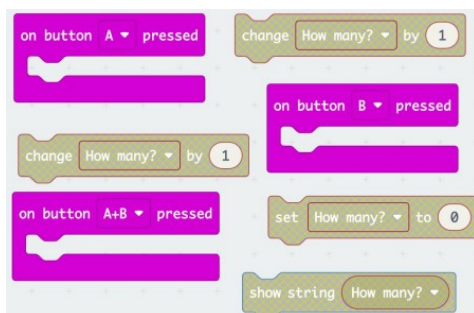 on button A pressed
change How many? by 1
on button B pressed
change How many? by 1
on button A+B pressed
set How many? to 0
show string How many?